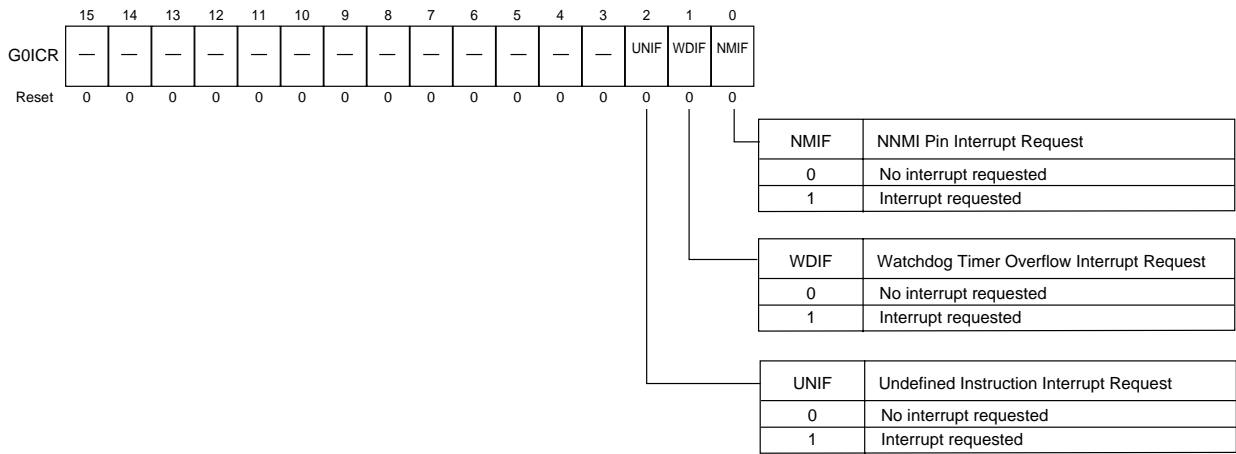 15 14 13 12 11 10 9 8 7 6 5 4 3 2 1 0
G0ICR — — — — — — — — — — — — — UNIF WDIF NMIF
Reset 0 0 0 0 0 0 0 0 0 0 0 0 0 0 0 0
NMIF NNMI Pin Interrupt Request
0 No interrupt requested
1 Interrupt requested
WDIF Watchdog Timer Overflow Interrupt Request
0 No interrupt requested
1 Interrupt requested
UNIF Undefined Instruction Interrupt Request
0 No interrupt requested
1 Interrupt requested